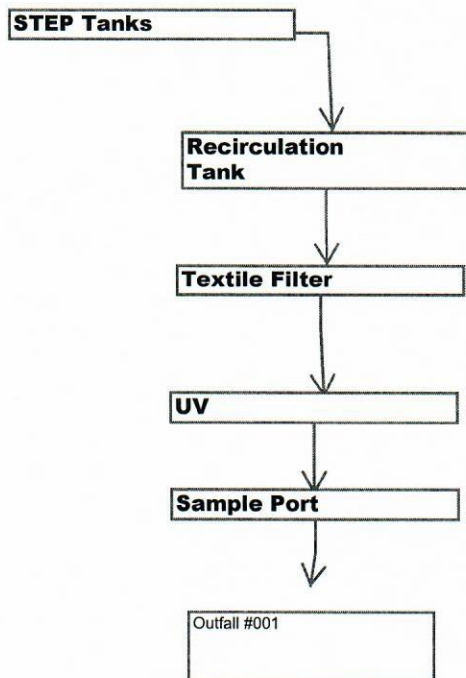 STEP Tanks
Recirculation
Tank
Textile Filter
UV
Sample Port
Outfall #001